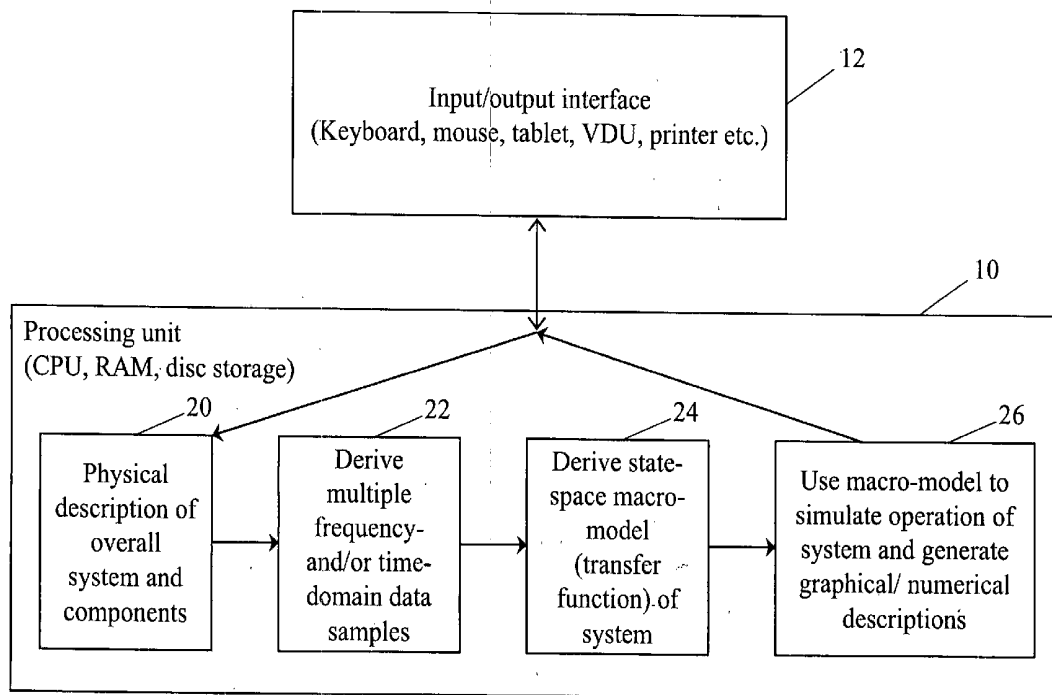 12
Input/output interface
(Keyboard, mouse, tablet, VDU, printer etc.)
10
Processing unit
(CPU, RAM, disc storage)
20
Physical
description of
overall
system and
components
22
Derive
multiple
frequency-
and/or time-
domain data
samples
24
Derive state-
space macro-
model
(transfer
function) of
system
26
Use macro-model to
simulate operation of
system and generate
graphical/ numerical
descriptions